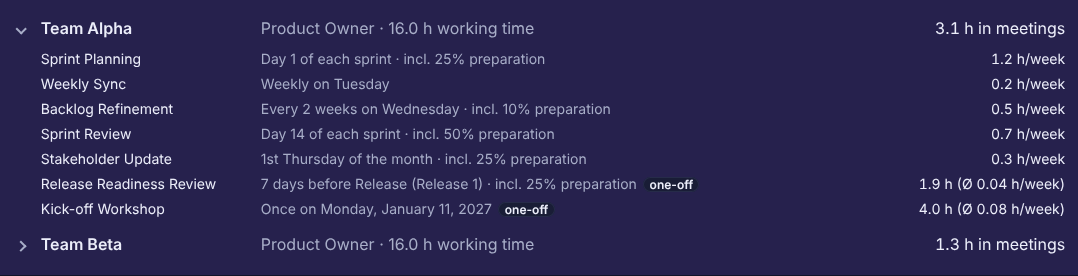 Team Alpha Product Owner · 16.0 h working time 3.1 h in meetings
Sprint Planning Day 1 of each sprint · incl. 25% preparation 1.2 h/week
Weekly Sync Weekly on Tuesday 0.2 h/week
Backlog Refinement Every 2 weeks on Wednesday · incl. 10% preparation 0.5 h/week
Sprint Review Day 14 of each sprint · incl. 50% preparation 0.7 h/week
Stakeholder Update 1st Thursday of the month · incl. 25% preparation 0.3 h/week
Release Readiness Review 7 days before Release (Release 1) · incl. 25% preparation one-off 1.9 h (Ø 0.04 h/week)
Kick-off Workshop Once on Monday, January 11, 2027 one-off 4.0 h (Ø 0.08 h/week)
Team Beta Product Owner · 16.0 h working time 1.3 h in meetings